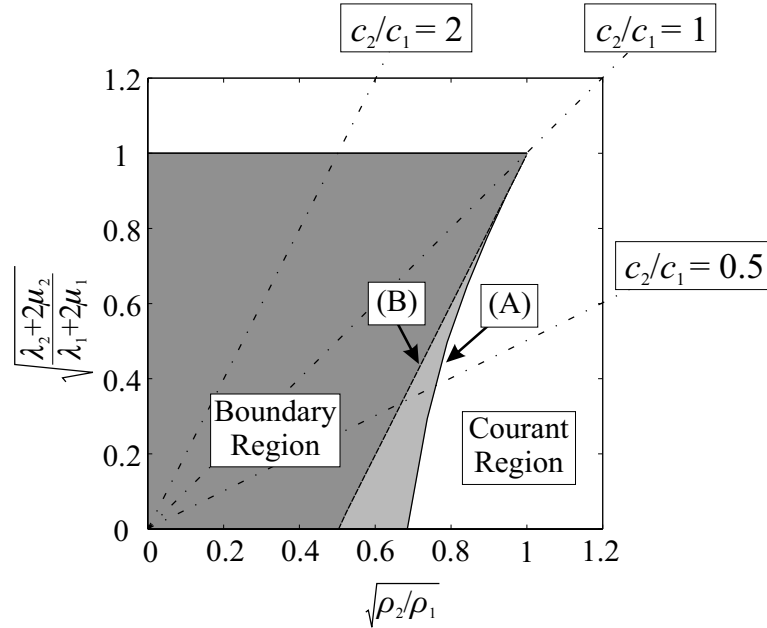 c₂/c₁ = 2
c₂/c₁ = 1
c₂/c₁ = 0.5
1.2
1
0.8
0.6
0.4
0.2
0
√((λ₂+2μ₂)/(λ₁+2μ₁))
(B)
(A)
Boundary
Region
Courant
Region
0 0.2 0.4 0.6 0.8 1 1.2
√(ρ₂/ρ₁)